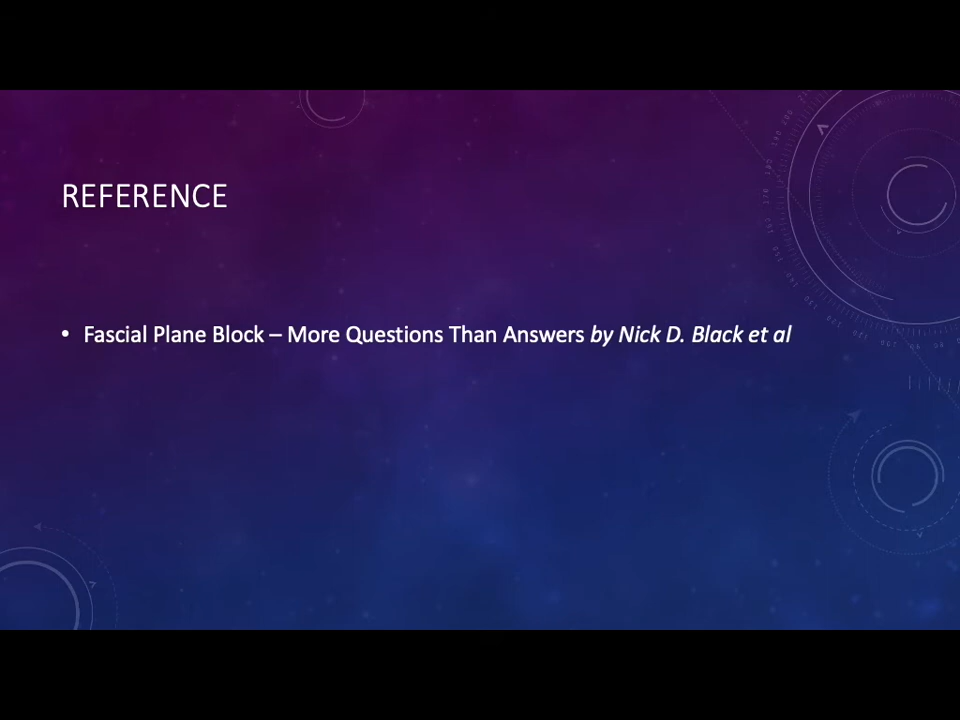 REFERENCE
• Fascial Plane Block – More Questions Than Answers by Nick D. Black et al